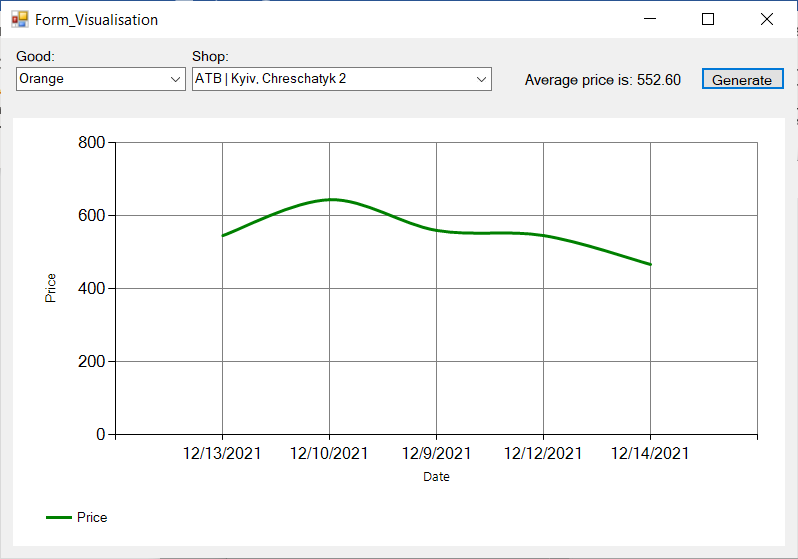 Form_Visualisation
Good:
Shop:
Orange
ATB | Kyiv, Chreschatyk 2
Average price is: 552.60
Generate
800
600
400
200
0
Price
12/13/2021 12/10/2021 12/9/2021 12/12/2021 12/14/2021
Date
Price